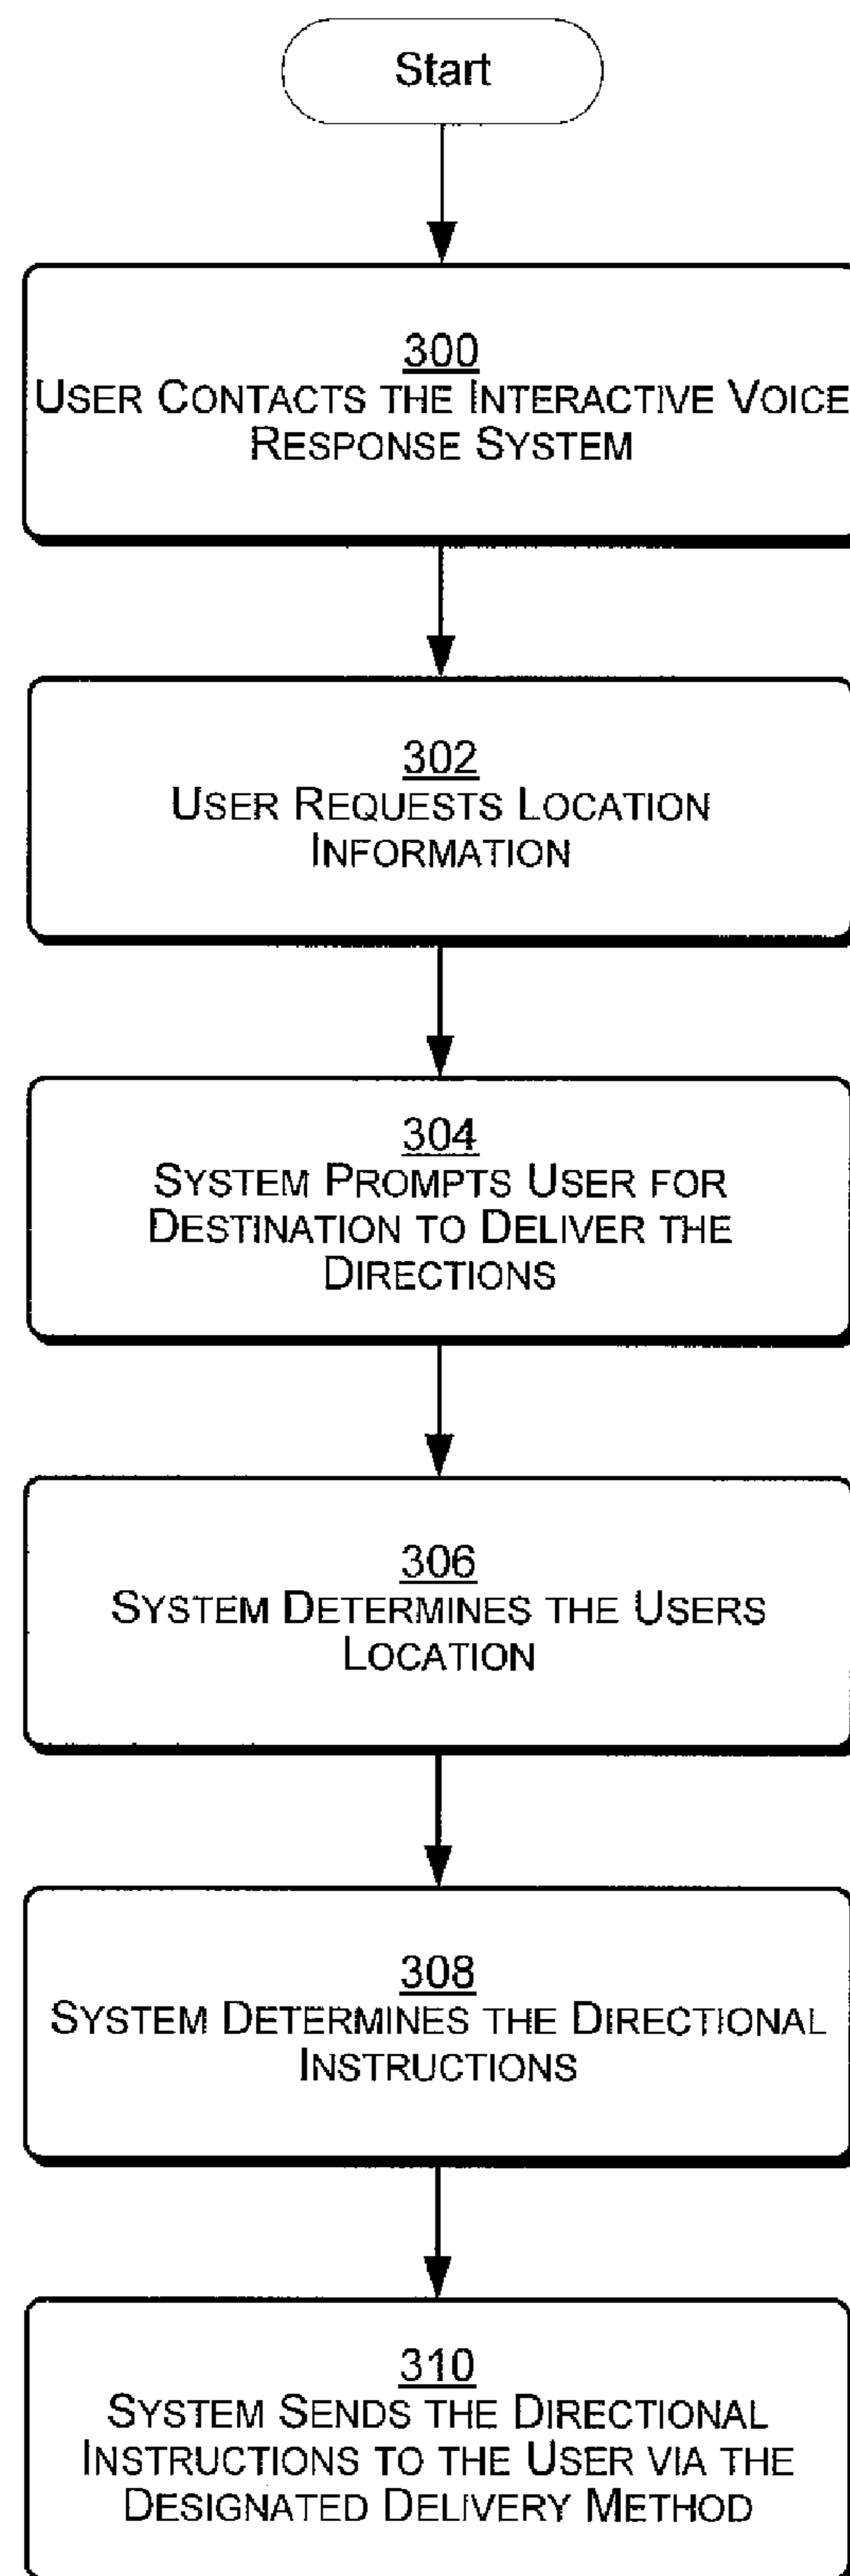 Start
300
USER CONTACTS THE INTERACTIVE VOICE
RESPONSE SYSTEM
302
USER REQUESTS LOCATION
INFORMATION
304
SYSTEM PROMPTS USER FOR
DESTINATION TO DELIVER THE
DIRECTIONS
306
SYSTEM DETERMINES THE USERS
LOCATION
308
SYSTEM DETERMINES THE DIRECTIONAL
INSTRUCTIONS
310
SYSTEM SENDS THE DIRECTIONAL
INSTRUCTIONS TO THE USER VIA THE
DESIGNATED DELIVERY METHOD